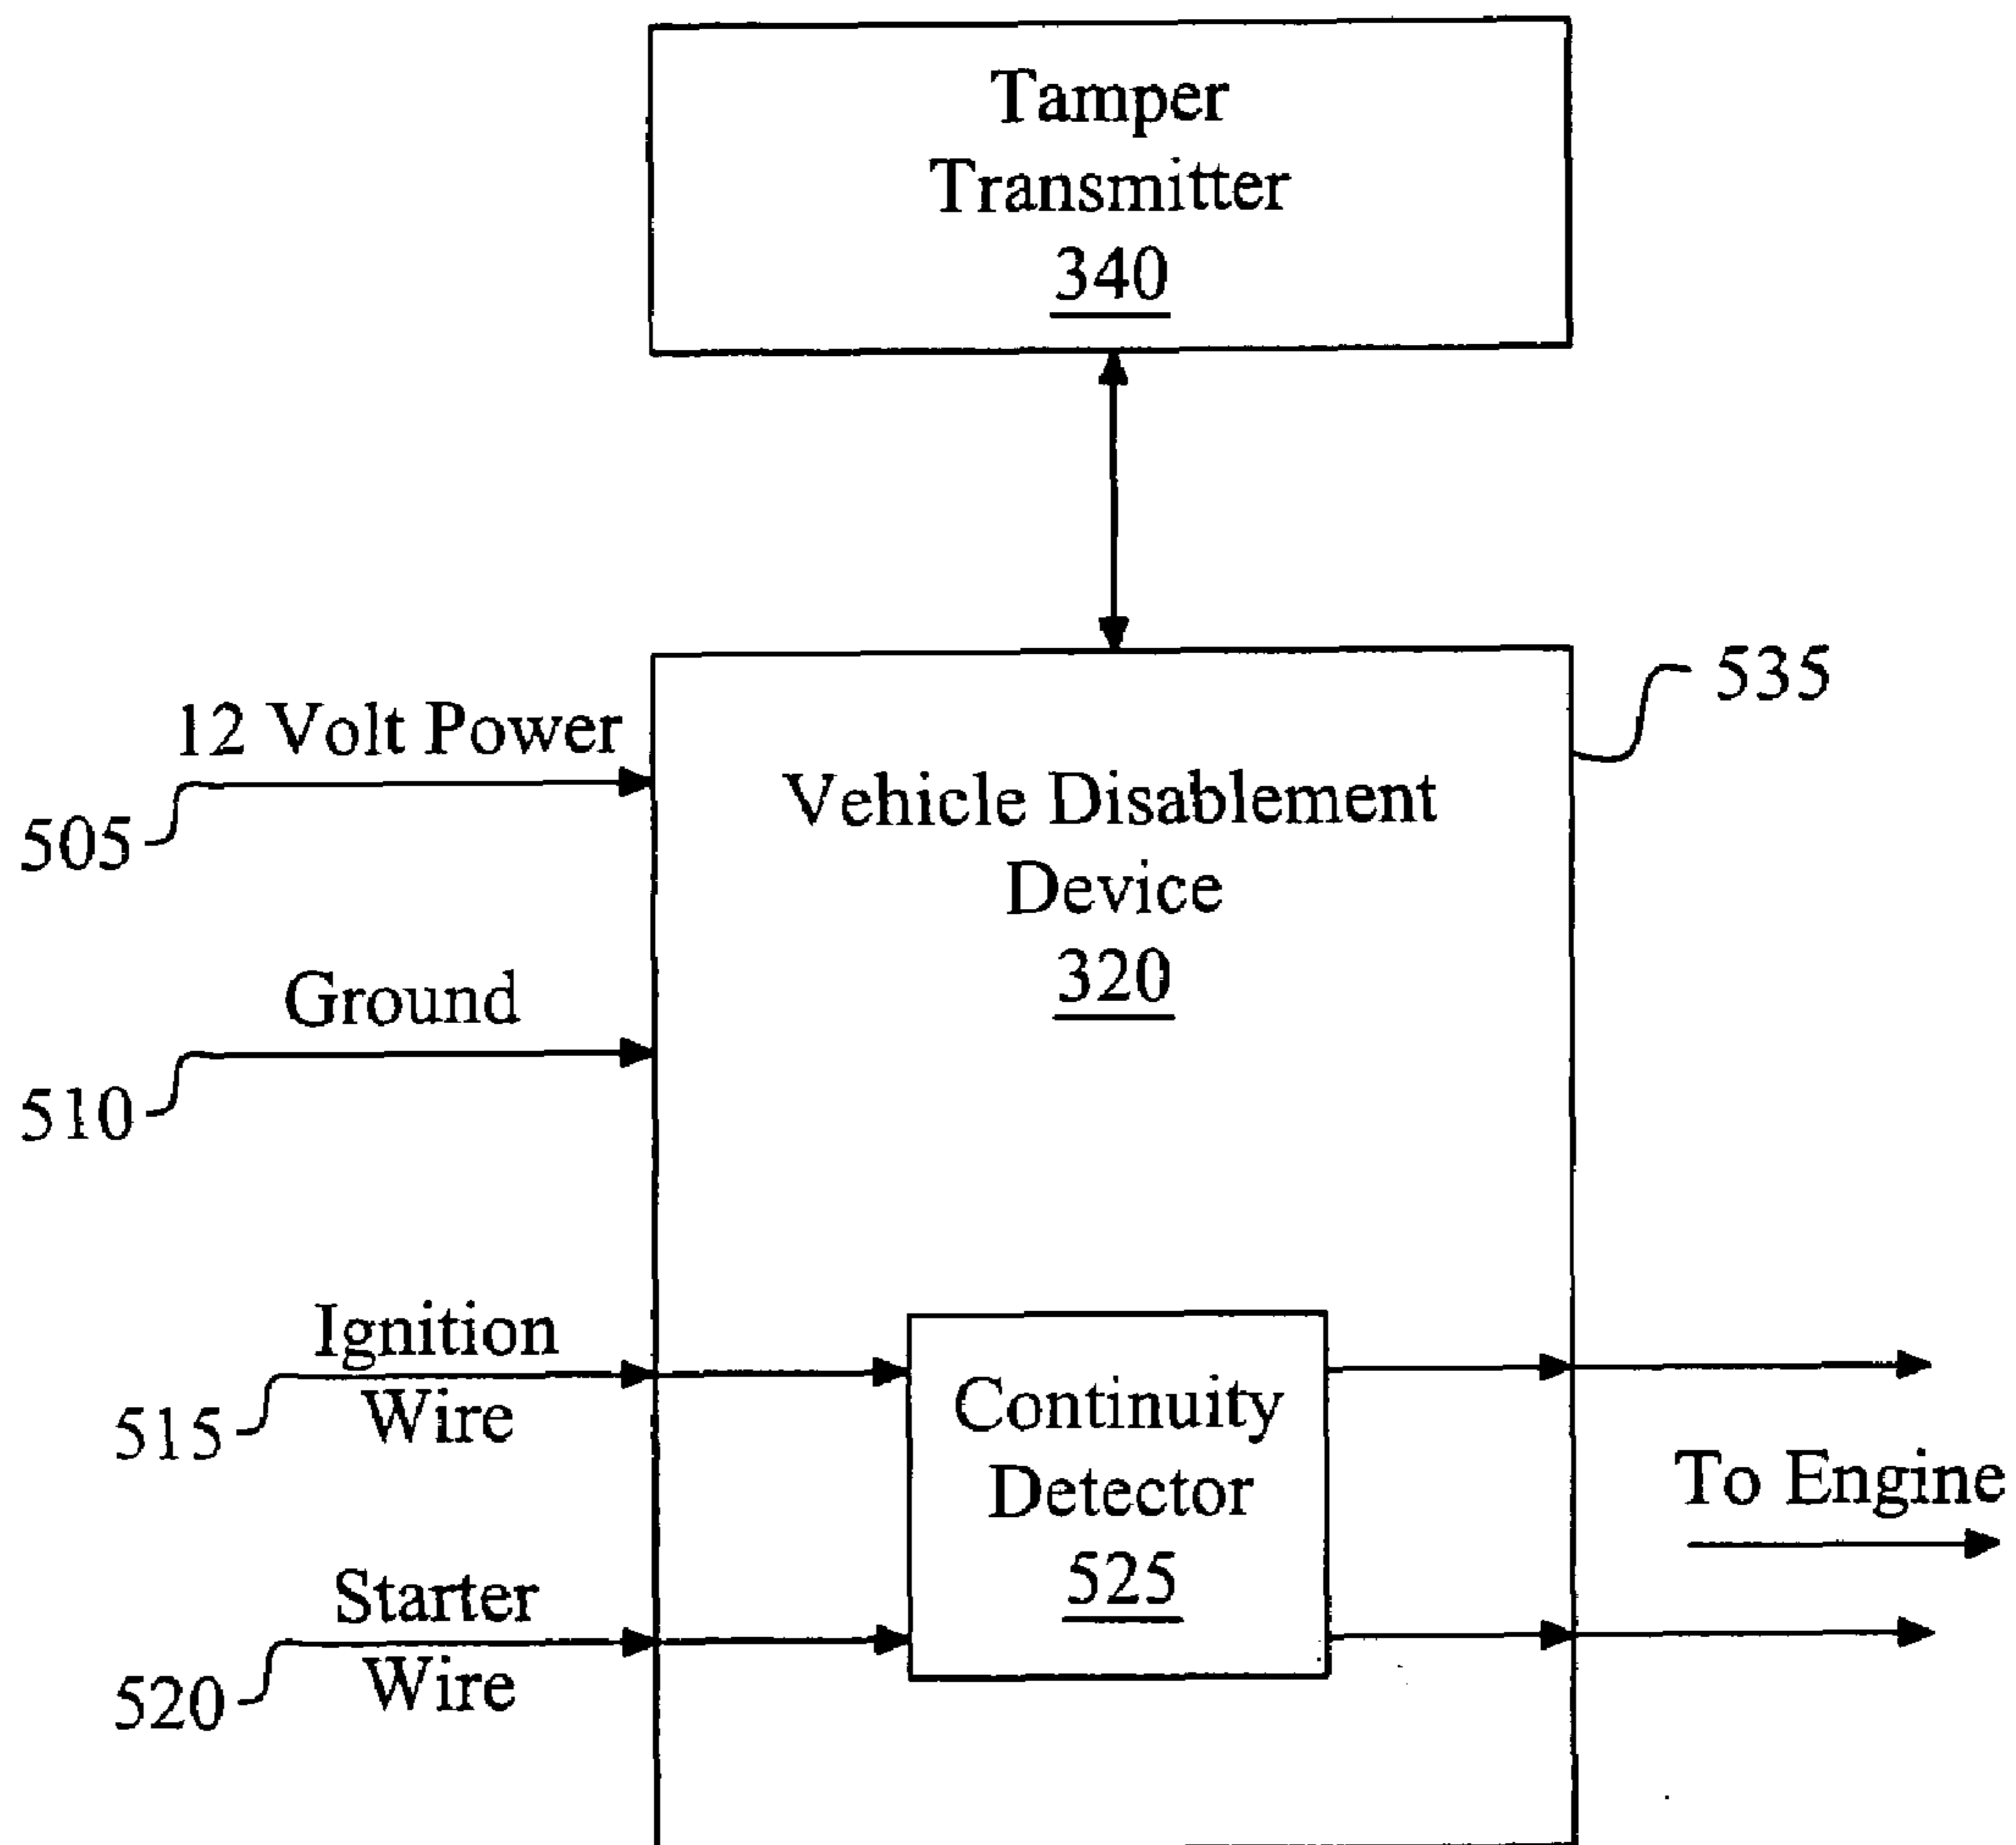 Tamper
Transmitter
340
535
12 Volt Power
505
Vehicle Disablement
Device
320
Ground
510
Ignition
Wire
515
Continuity
Detector
525
To Engine
Starter
Wire
520